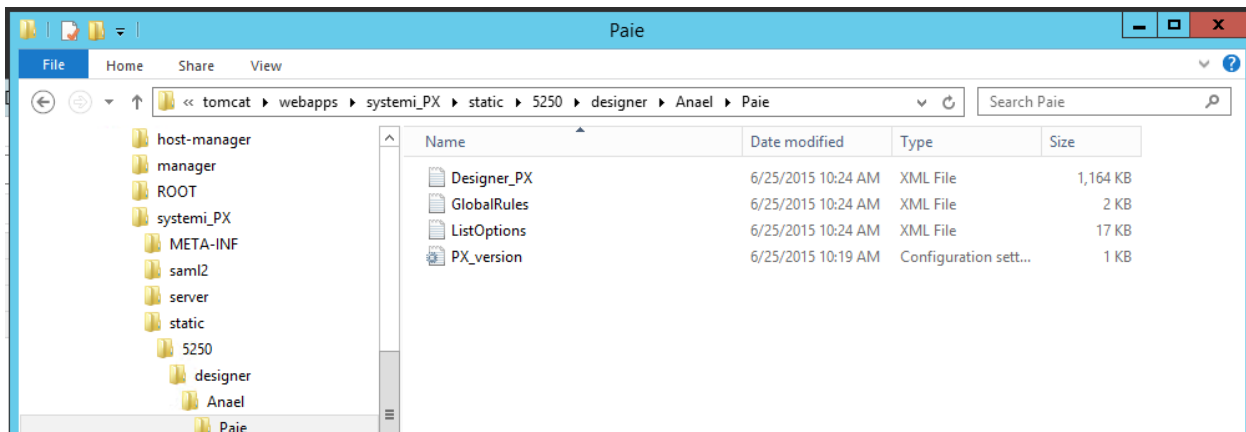 Paie
File Home Share View
« tomcat webapps systemi_PX static 5250 designer Anael Paie Search Paie
host-manager
manager
ROOT
systemi_PX
META-INF
saml2
server
static
5250
designer
Anael
Paie
Name Date modified Type Size
Designer_PX 6/25/2015 10:24 AM XML File 1,164 KB
GlobalRules 6/25/2015 10:24 AM XML File 2 KB
ListOptions 6/25/2015 10:24 AM XML File 17 KB
PX_version 6/25/2015 10:19 AM Configuration sett... 1 KB